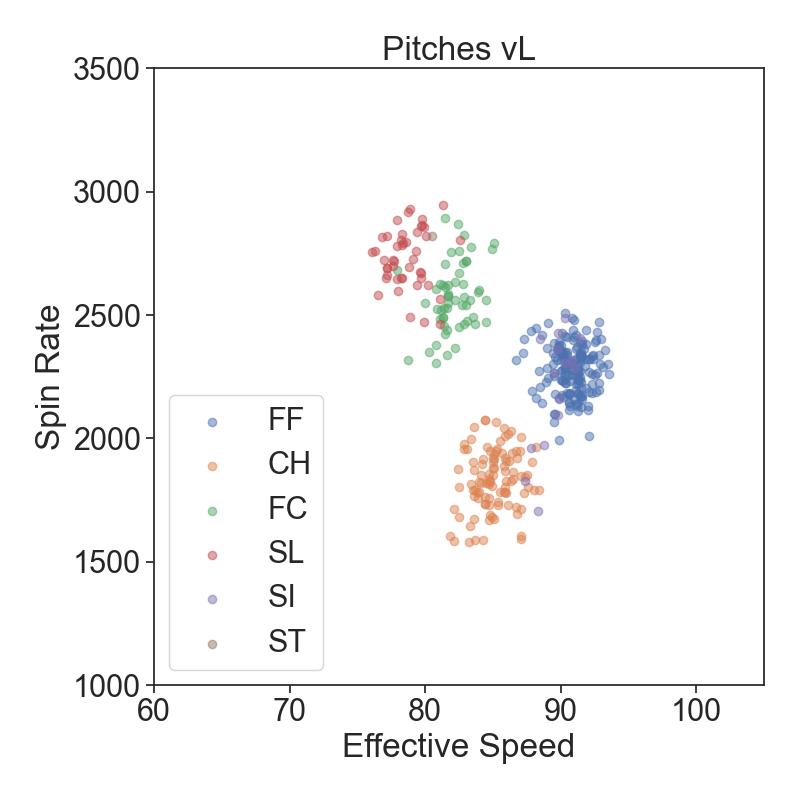 Pitches vL
3500
3000
2500
2000
1500
1000
Spin Rate
FF
CH
FC
SL
SI
ST
60 70 80 90 100
Effective Speed